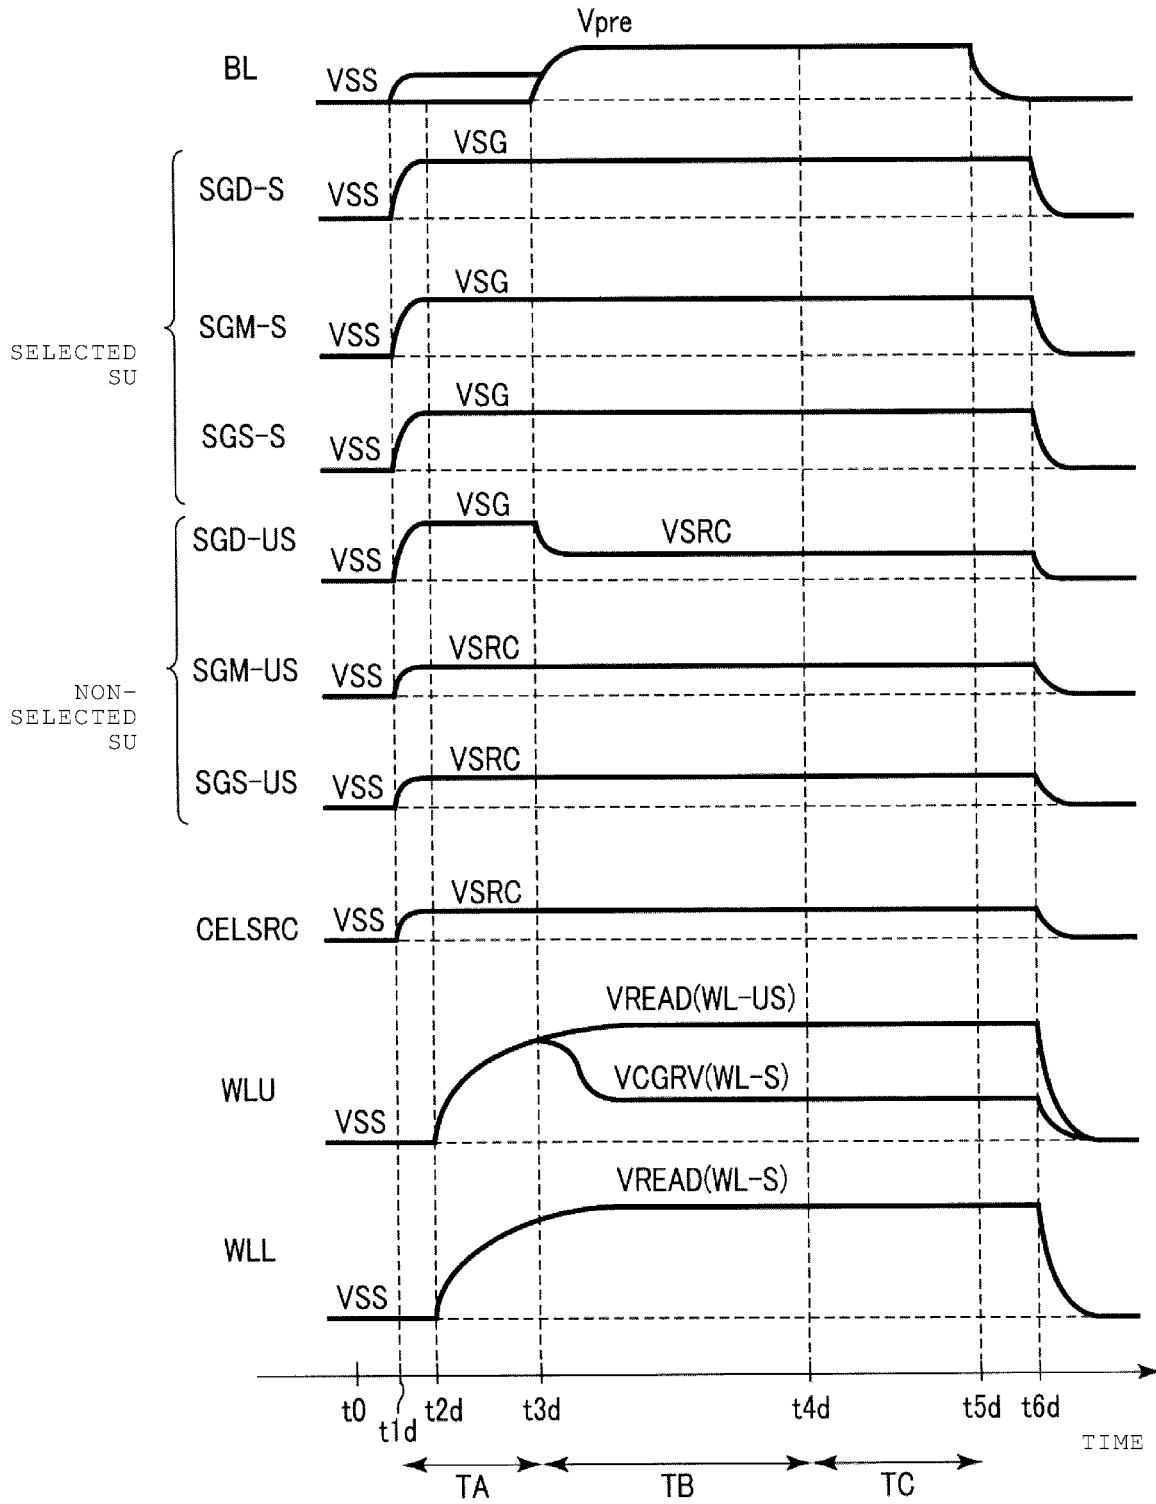 Vpre
BL
VSS
VSG
SGD-S
VSS
VSG
SGM-S
VSS
SELECTED
SU
VSG
SGS-S
VSS
VSG
SGD-US
VSRC
VSS
VSRC
SGM-US
VSS
NON-
SELECTED
SU
VSRC
SGS-US
VSS
VSRC
CELSRC
VSS
VREAD(WL-US)
VCGRV(WL-S)
WLU
VSS
VREAD(WL-S)
WLL
VSS
t0
t1d
t2d
t3d
t4d
t5d
t6d
TIME
TA
TB
TC